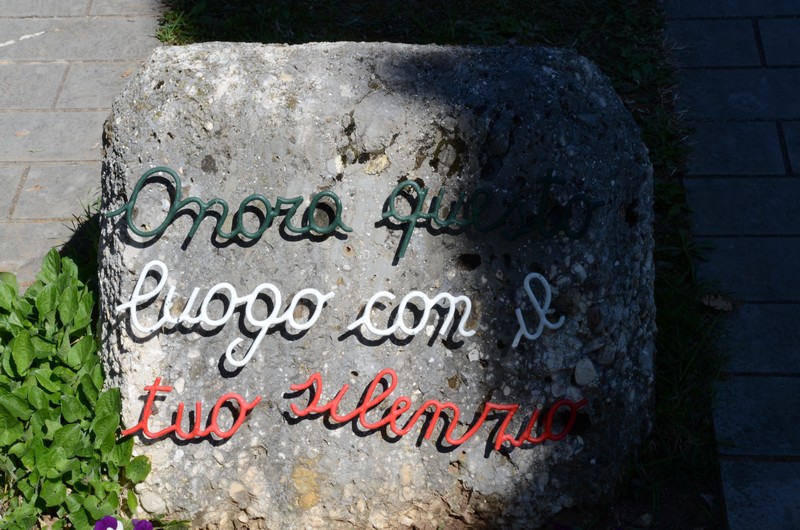 Onora questo
luogo con il
tuo silenzio